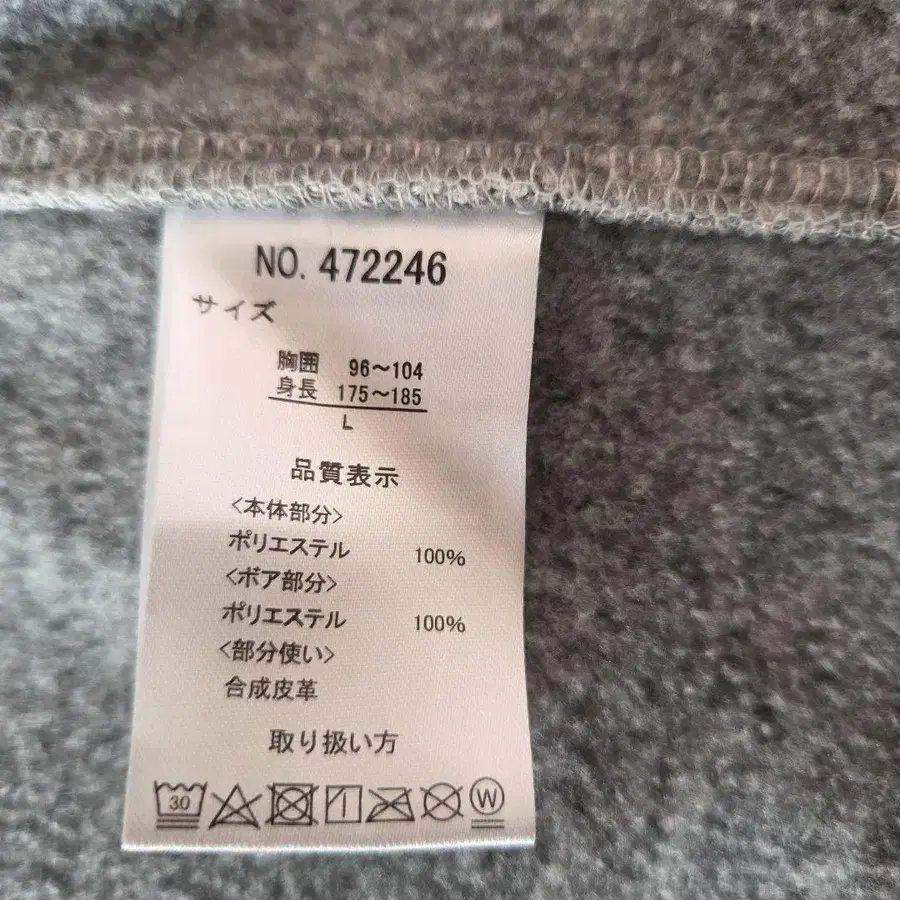 NO. 472246
サイズ
胸囲 96～104
身長 175～185
L
品質表示
〈本体部分〉
ポリエステル 100%
〈ボア部分〉
ポリエステル 100%
〈部分使い〉
合成皮革
取り扱い方
30 W